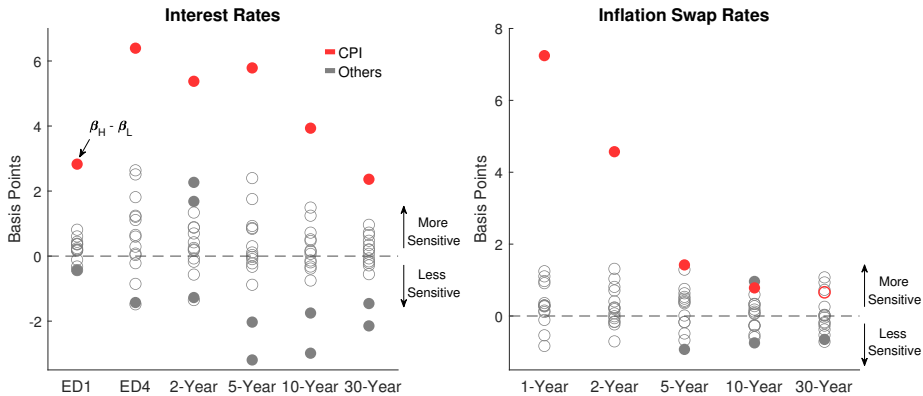 Interest Rates
Basis Points
6
4
2
0
-2
CPI
Others
β_H - β_L
More
Sensitive
Less
Sensitive
ED1 ED4 2-Year 5-Year 10-Year 30-Year
Inflation Swap Rates
Basis Points
8
6
4
2
0
More
Sensitive
Less
Sensitive
1-Year 2-Year 5-Year 10-Year 30-Year